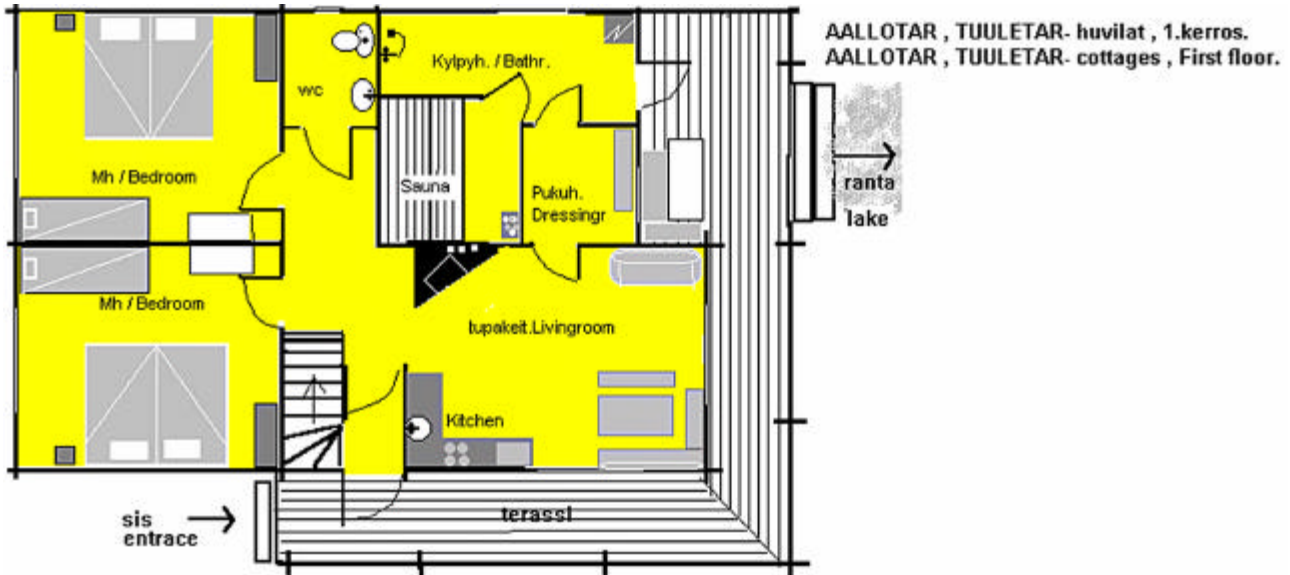 AALLOTAR , TUULETAR- huvilat , 1.kerros.
AALLOTAR , TUULETAR- cottages , First floor.
Kylpyh. / Bathr.
wc
Mh / Bedroom
Sauna
Pukuh.
Dressingr
ranta
lake
Mh / Bedroom
tupakeit.Livingroom
Kitchen
terassI
sis
entrace